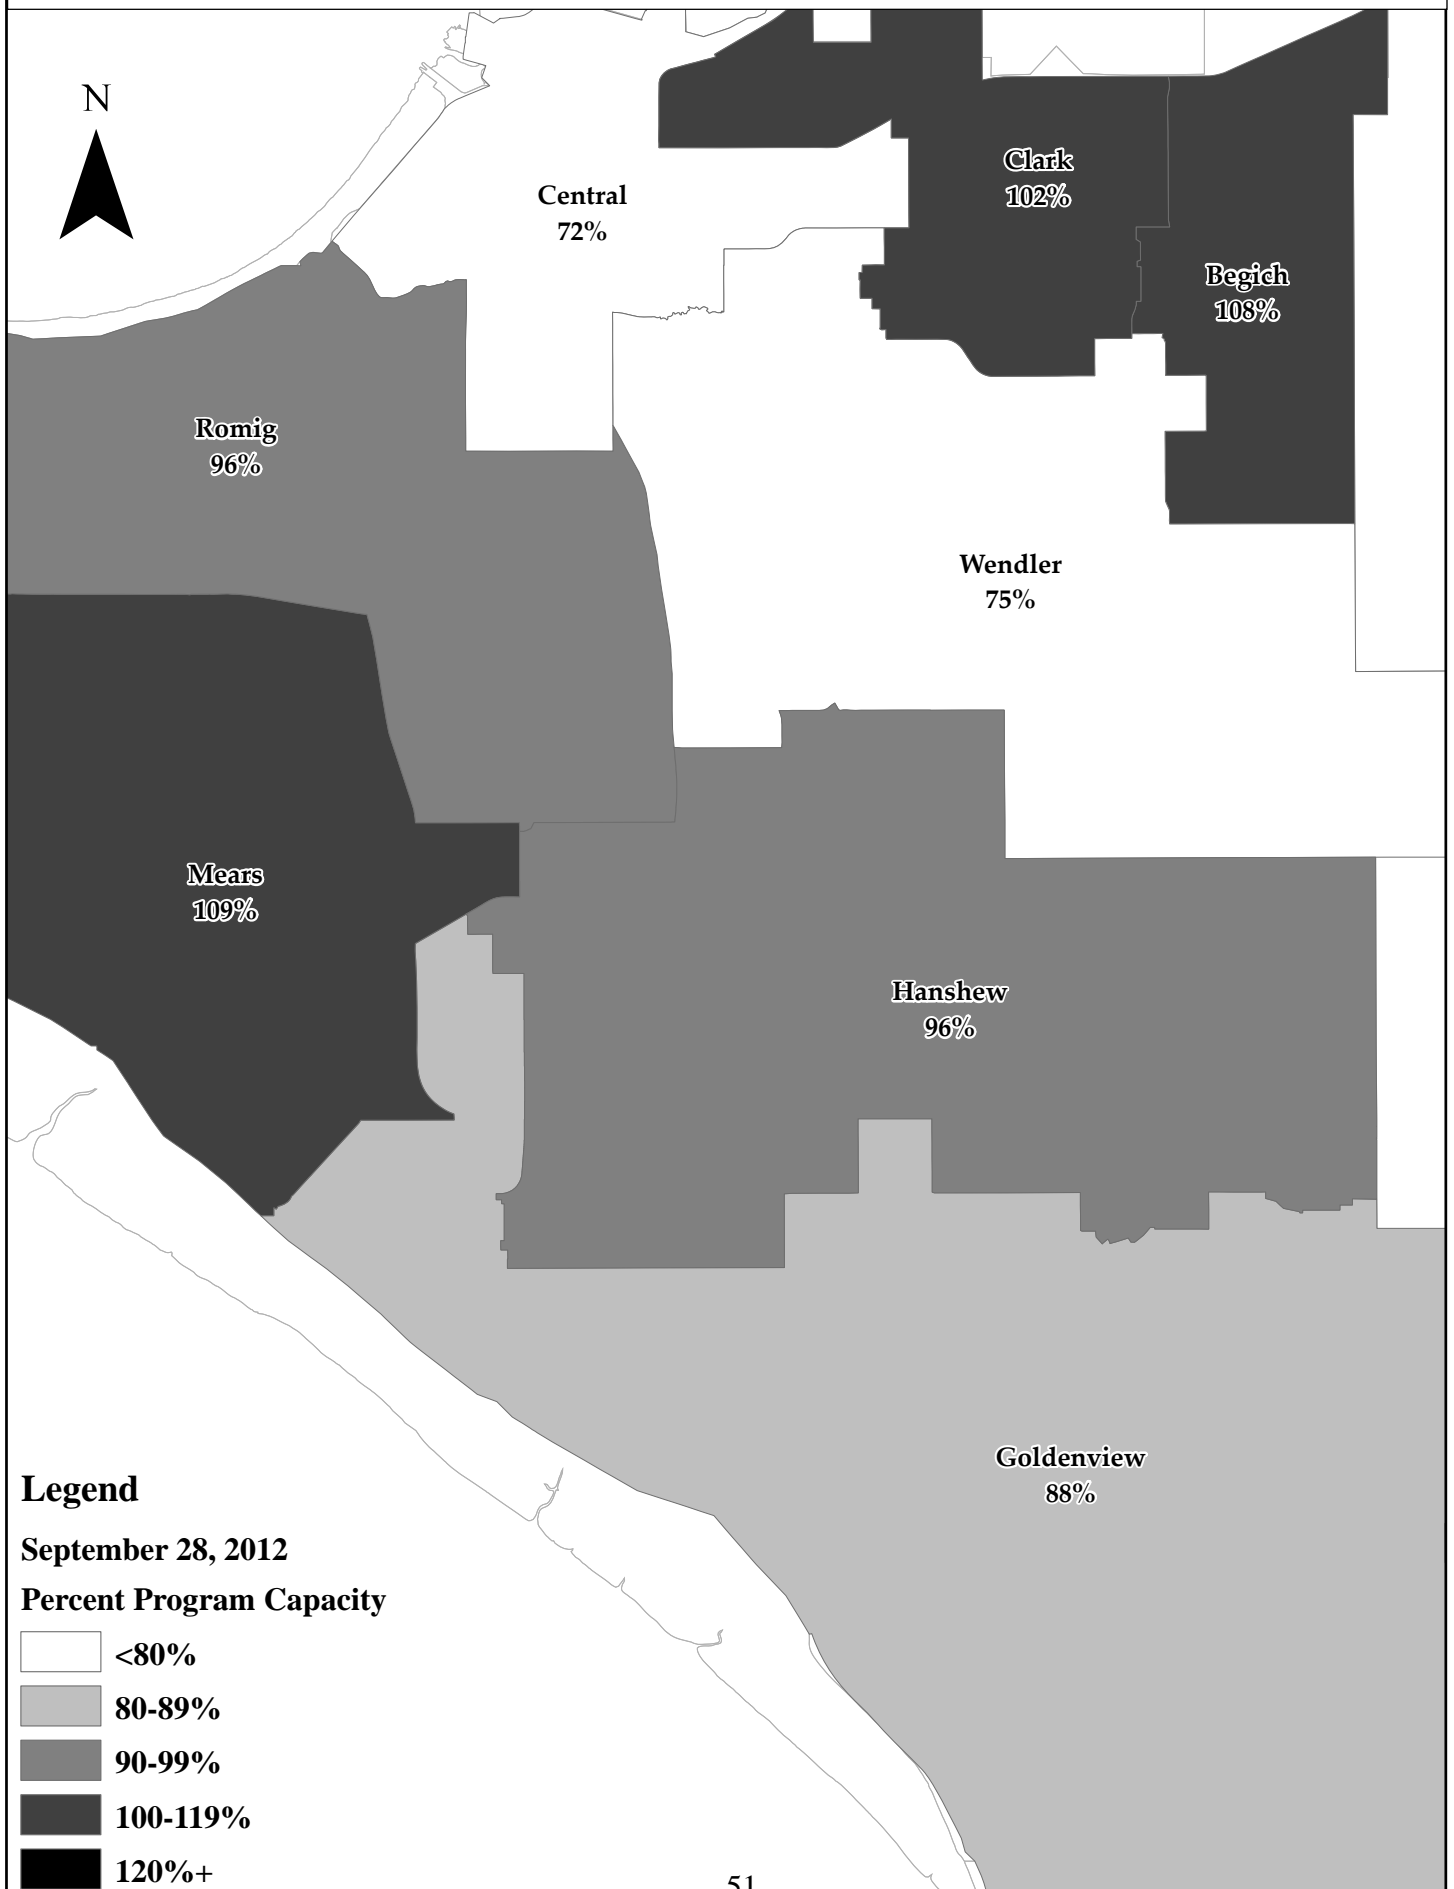 N
Central
72%
Clark
102%
Begich
108%
Romig
96%
Wendler
75%
Mears
109%
Hanshew
96%
Goldenview
88%
Legend
September 28, 2012
Percent Program Capacity
<80%
80-89%
90-99%
100-119%
120%+
51